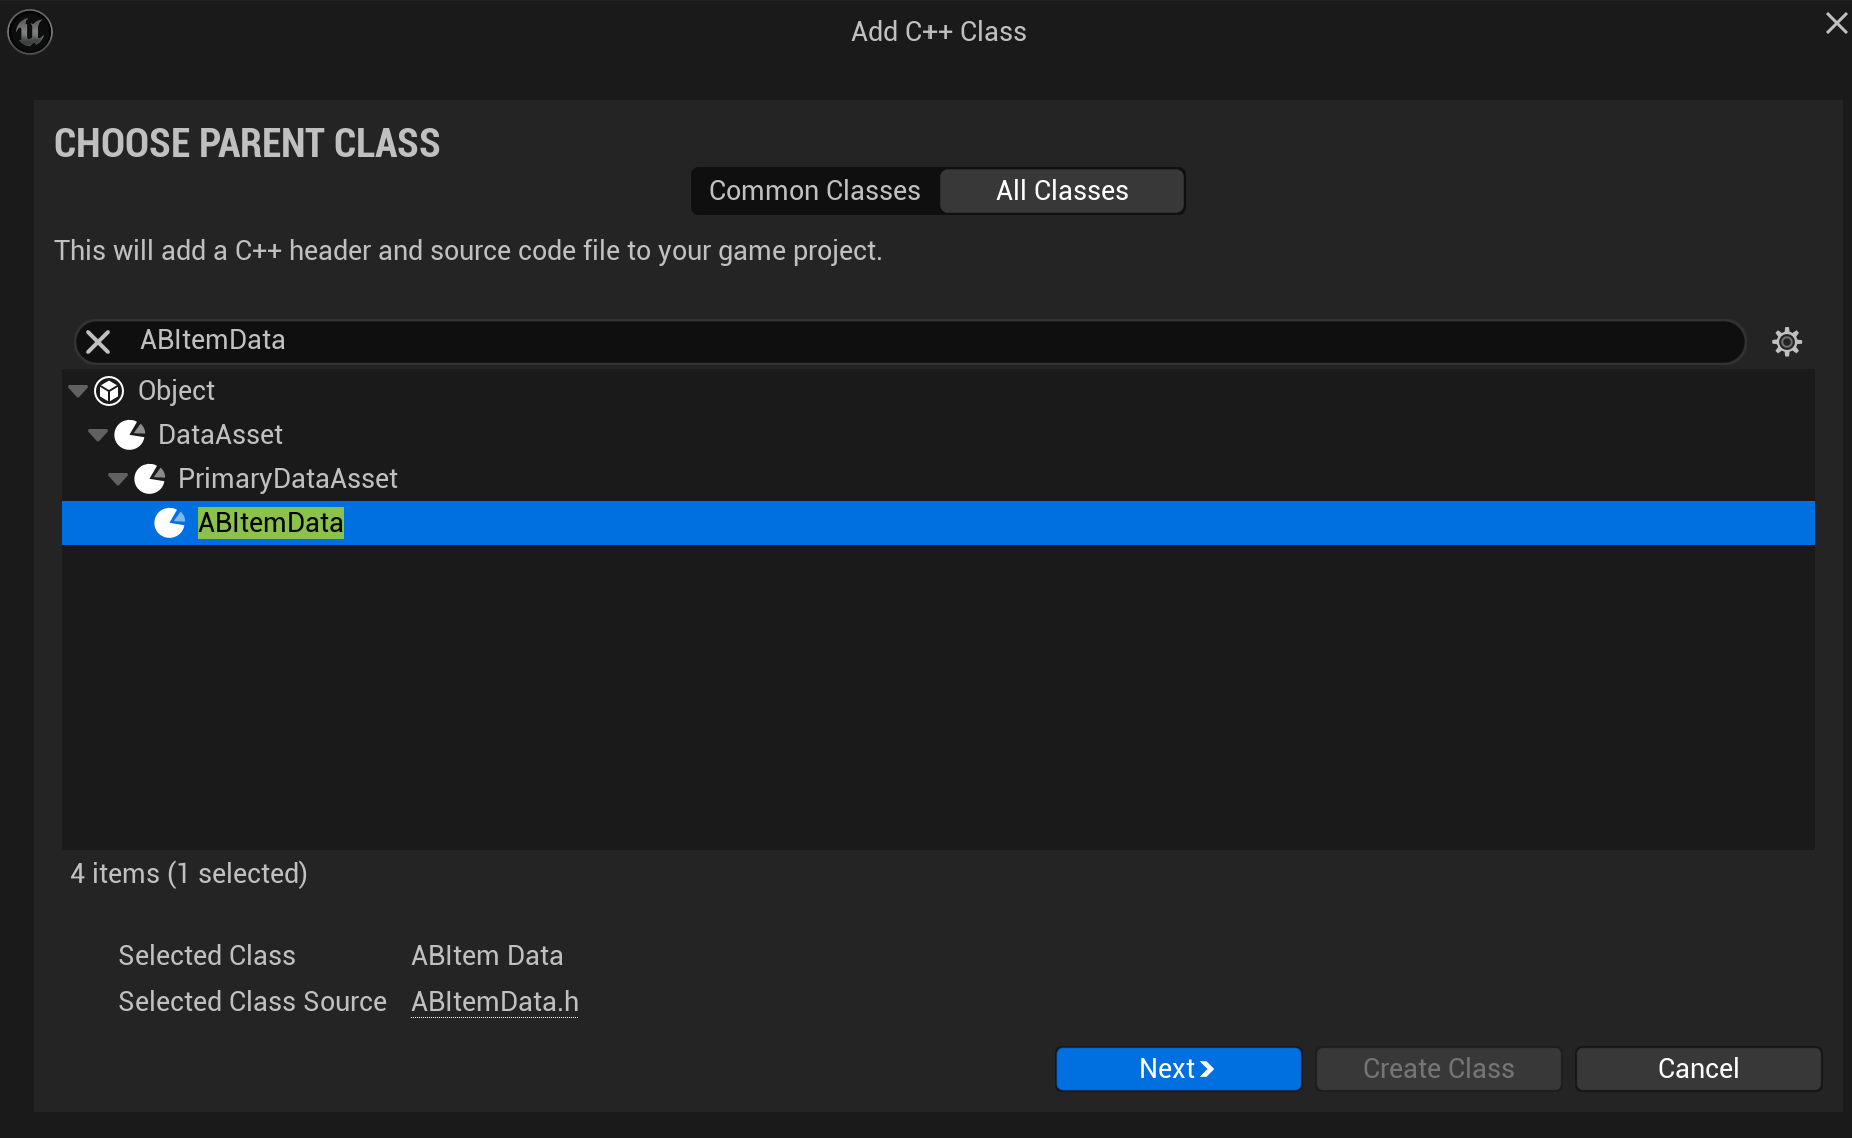 Add C++ Class
CHOOSE PARENT CLASS
Common Classes
All Classes
This will add a C++ header and source code file to your game project.
ABItemData
Object
DataAsset
PrimaryDataAsset
ABItemData
4 items (1 selected)
Selected Class ABItem Data
Selected Class Source ABItemData.h
Next
Create Class
Cancel